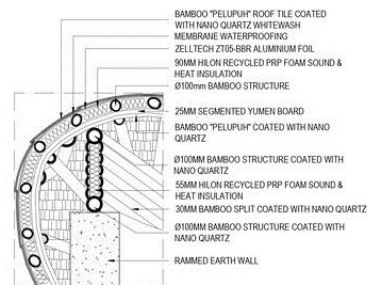 BAMBOO "PELUPUH" ROOF TILE COATED
WITH NANO QUARTZ WHITEWASH
MEMBRANE WATERPROOFING
ZELLTECH ZT05-BBR ALUMINIUM FOIL
90MM HILON RECYCLED PRP FOAM SOUND &
HEAT INSULATION
Ø100mm BAMBOO STRUCTURE
25MM SEGMENTED YUMEN BOARD
BAMBOO "PELUPUH" COATED WITH NANO
QUARTZ
Ø100MM BAMBOO STRUCTURE COATED WITH
NANO QUARTZ
55MM HILON RECYCLED PRP FOAM SOUND &
HEAT INSULATION
30MM BAMBOO SPLIT COATED WITH NANO QUARTZ
Ø100MM BAMBOO STRUCTURE COATED WITH
NANO QUARTZ
RAMMED EARTH WALL